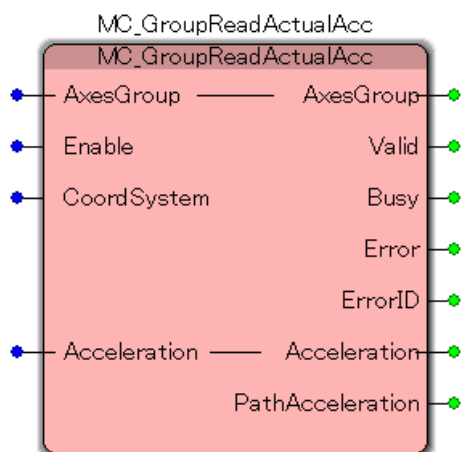 MC_GroupReadActualAcc
MC_GroupReadActualAcc
AxesGroup AxesGroup
Enable Valid
CoordSystem Busy
Error
ErrorID
Acceleration Acceleration
PathAcceleration